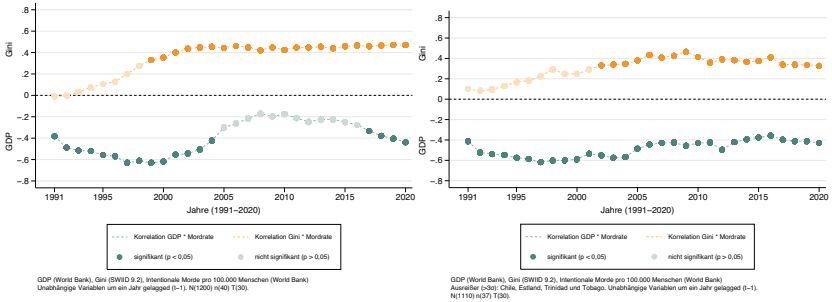 .8
.6
.4
.2
0
-.2
-.4
-.6
-.8
Gini
GDP
1991
1995
2000
2005
2010
2015
2020
Jahre (1991–2020)
Korrelation GDP * Mordrate
Korrelation Gini * Mordrate
signifikant (p < 0,05)
nicht signifikant (p > 0,05)
GDP (World Bank), Gini (SWIID 9.2), Intentionale Morde pro 100.000 Menschen (World Bank)
Unabhängige Variablen um ein Jahr gelagged (t–1). N(1200) n(40) T(30).
.8
.6
.4
.2
0
-.2
-.4
-.6
-.8
Gini
GDP
1991
1995
2000
2005
2010
2015
2020
Jahre (1991–2020)
Korrelation GDP * Mordrate
Korrelation Gini * Mordrate
signifikant (p < 0,05)
nicht signifikant (p > 0,05)
GDP (World Bank), Gini (SWIID 9.2), Intentionale Morde pro 100.000 Menschen (World Bank)
Ausreißer (>3σ): Chile, Estland, Trinidad und Tobago. Unabhängige Variablen um ein Jahr gelagged (t–1).
N(1110) n(37) T(30).